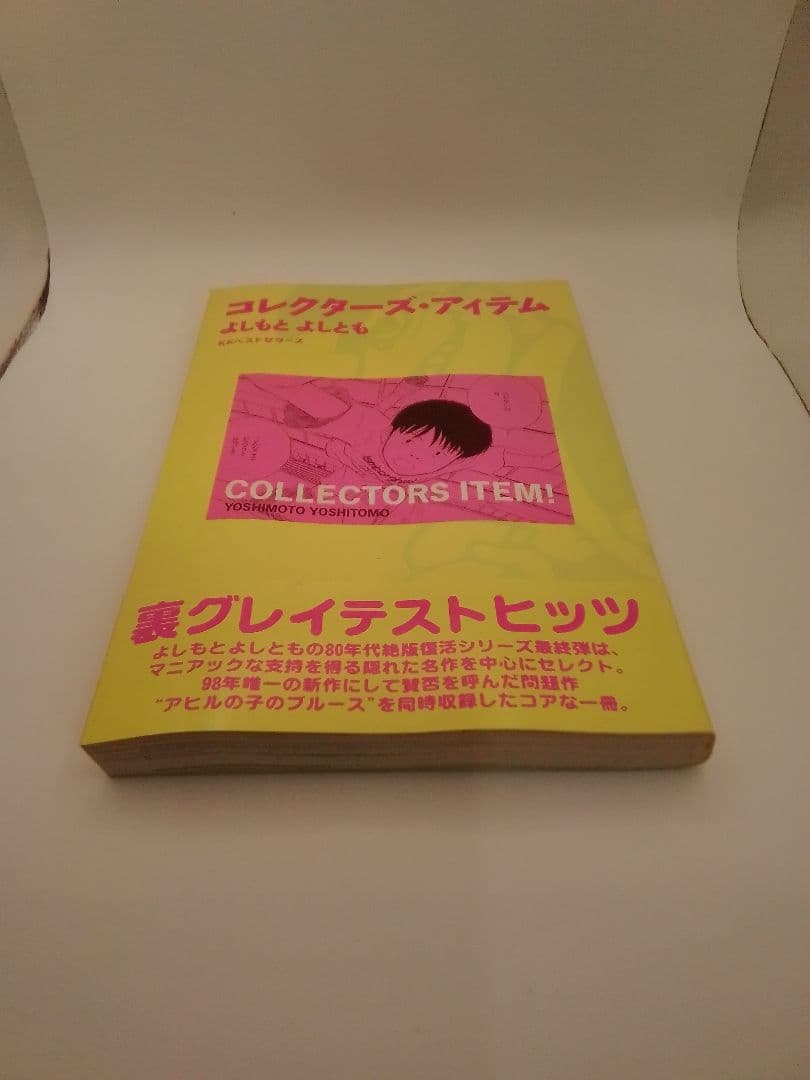 コレクターズ・アイテム
よしもと よしとも
KKベストセラーズ
COLLECTORS ITEM!
YOSHIMOTO YOSHITOMO
裏グレイテストヒッツ
よしもとよしともの80年代絶版復活シリーズ最終弾は、
マニアックな支持を得る隠れた名作を中心にセレクト。
98年唯一の新作にして賛否を呼んだ問題作
“アヒルの子のブルース”を同時収録したコアな一冊。